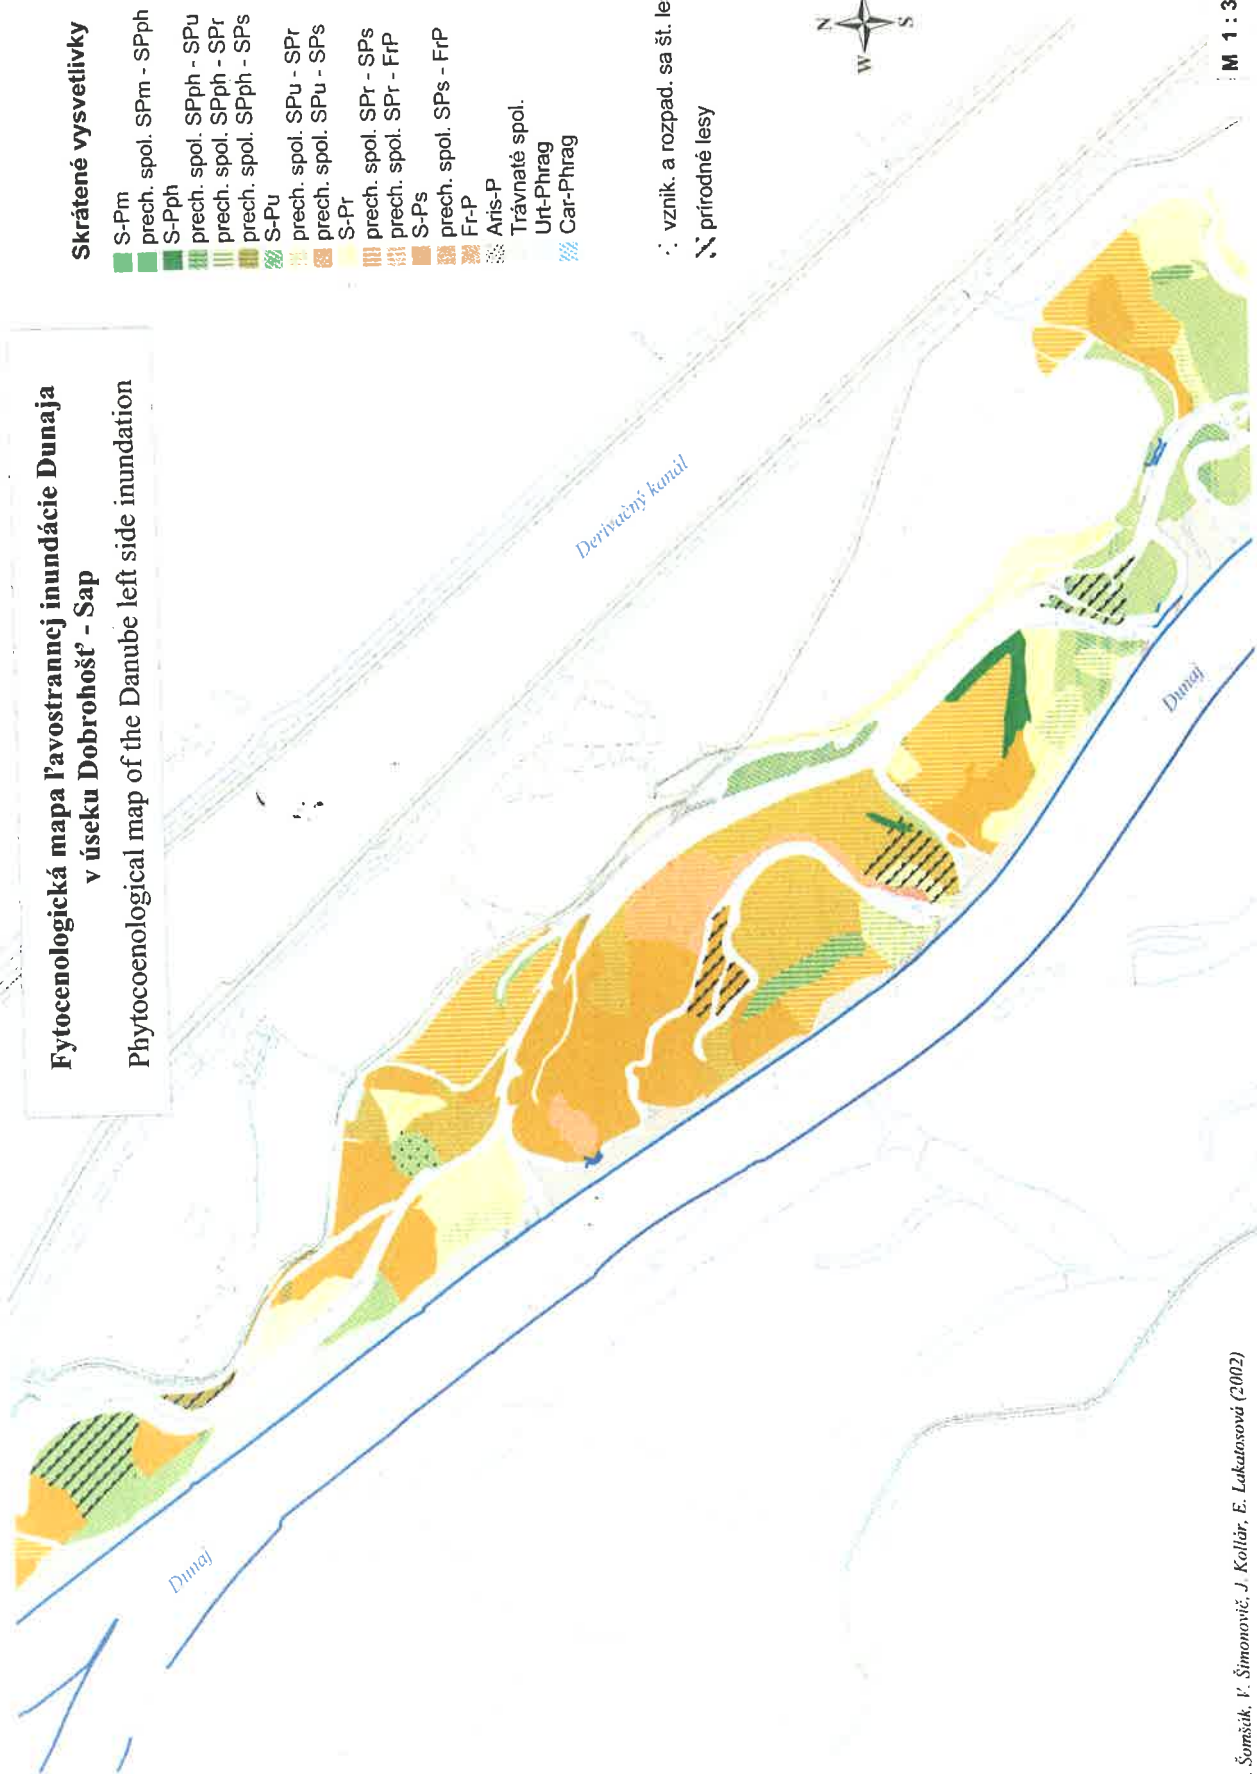 Fytocenologická mapa ľavostrannej inundácie Dunaja
v úseku Dobrohošť - Sap
Phytocoenological map of the Danube left side inundation
Skrátené vysvetlivky
S-Pm
prech. spol. SPm - SPph
S-Pph
prech. spol. SPph - SPu
prech. spol. SPph - SPr
prech. spol. SPph - SPs
S-Pu
prech. spol. SPu - SPr
prech. spol. SPu - SPs
S-Pr
prech. spol. SPr - SPs
prech. spol. SPr - FrP
S-Ps
prech. spol. SPs - FrP
Fr-P
Aris-P
Trávnaté spol.
Urt-Phrag
Car-Phrag
vznik. a rozpad. sa št. le
prírodné lesy
N
W
S
M 1 : 3
Derivačný kanál
Dunaj
Dunaj
Šomšák, V. Šimonovič, J. Kollár, E. Lakatosová (2002)